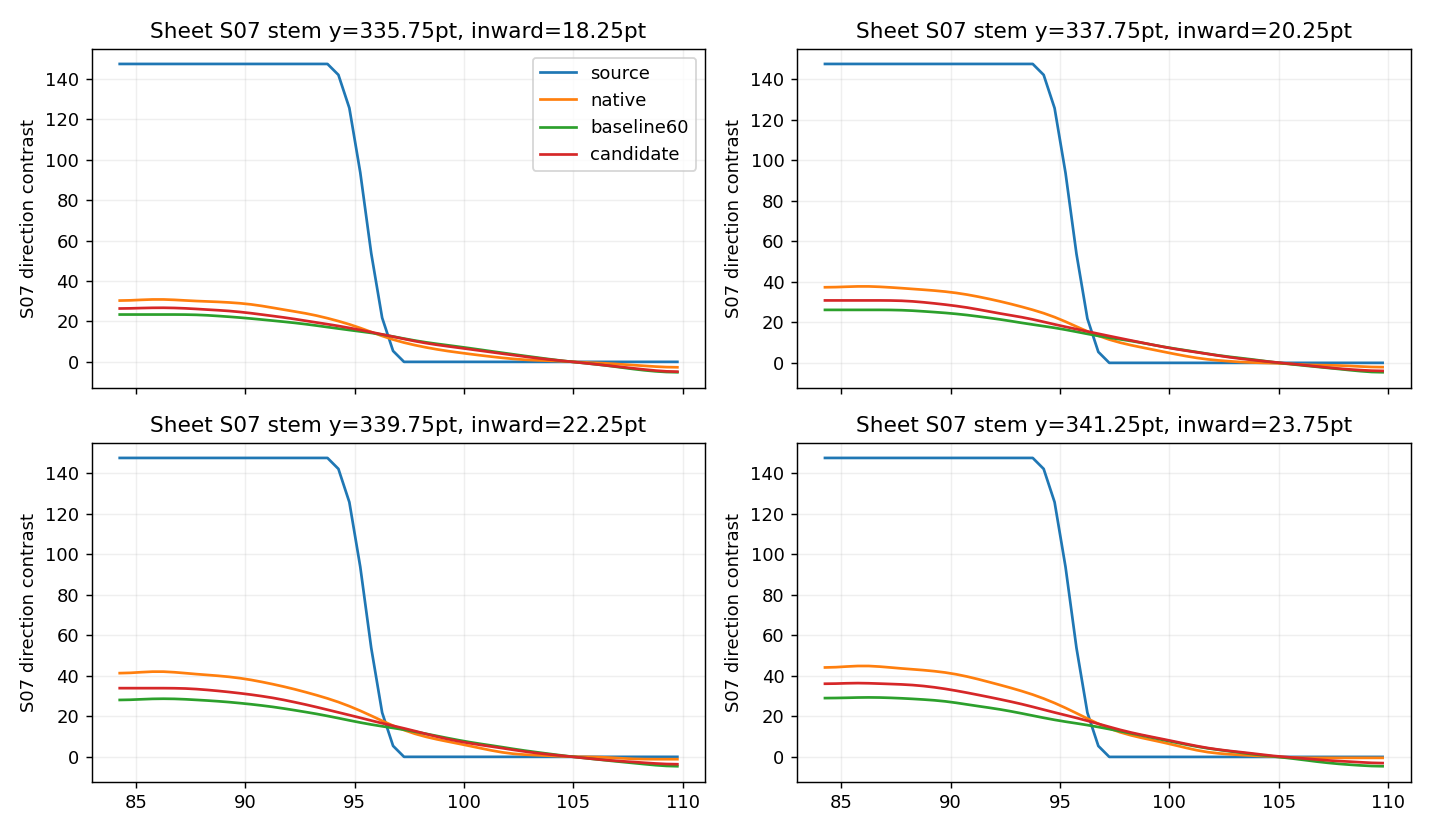 Sheet S07 stem y=335.75pt, inward=18.25pt
S07 direction contrast
140
120
100
80
60
40
20
0
source
native
baseline60
candidate
Sheet S07 stem y=337.75pt, inward=20.25pt
S07 direction contrast
140
120
100
80
60
40
20
0
Sheet S07 stem y=339.75pt, inward=22.25pt
S07 direction contrast
140
120
100
80
60
40
20
0
85 90 95 100 105 110
Sheet S07 stem y=341.25pt, inward=23.75pt
S07 direction contrast
140
120
100
80
60
40
20
0
85 90 95 100 105 110